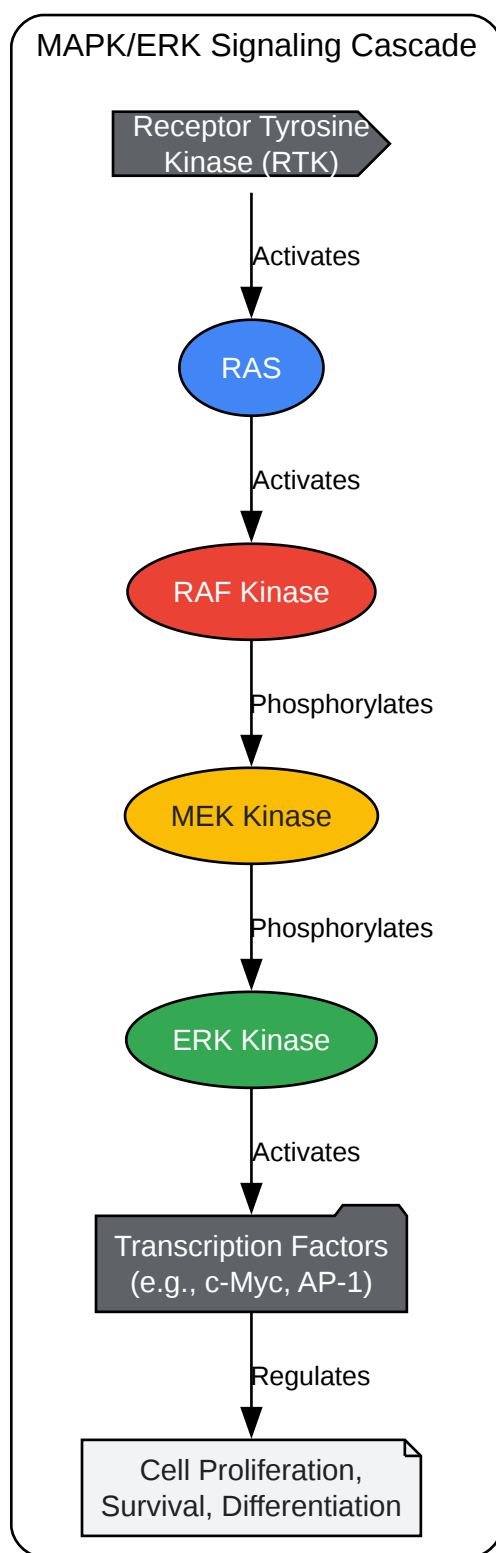 MAPK/ERK Signaling Cascade
Receptor Tyrosine
Kinase (RTK)
Activates
RAS
Activates
RAF Kinase
Phosphorylates
MEK Kinase
Phosphorylates
ERK Kinase
Activates
Transcription Factors
(e.g., c-Myc, AP-1)
Regulates
Cell Proliferation,
Survival, Differentiation